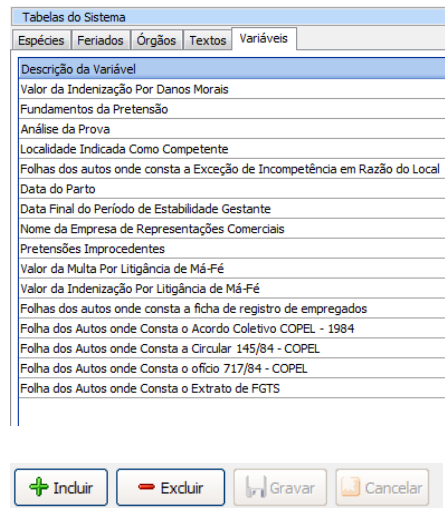 Tabelas do Sistema
Espécies Feriados Órgãos Textos Variáveis
Descrição da Variável
Valor da Indenização Por Danos Morais
Fundamentos da Pretensão
Análise da Prova
Localidade Indicada Como Competente
Folhas dos autos onde consta a Exceção de Incompetência em Razão do Local
Data do Parto
Data Final do Período de Estabilidade Gestante
Nome da Empresa de Representações Comerciais
Pretensões Improcedentes
Valor da Multa Por Litigância de Má-Fé
Valor da Indenização Por Litigância de Má-Fé
Folhas dos autos onde consta a ficha de registro de empregados
Folha dos Autos onde Consta o Acordo Coletivo COPEL - 1984
Folha dos Autos onde Consta a Circular 145/84 - COPEL
Folha dos Autos onde Consta o ofício 717/84 - COPEL
Folha dos Autos onde Consta o Extrato de FGTS
Incluir Excluir Gravar Cancelar